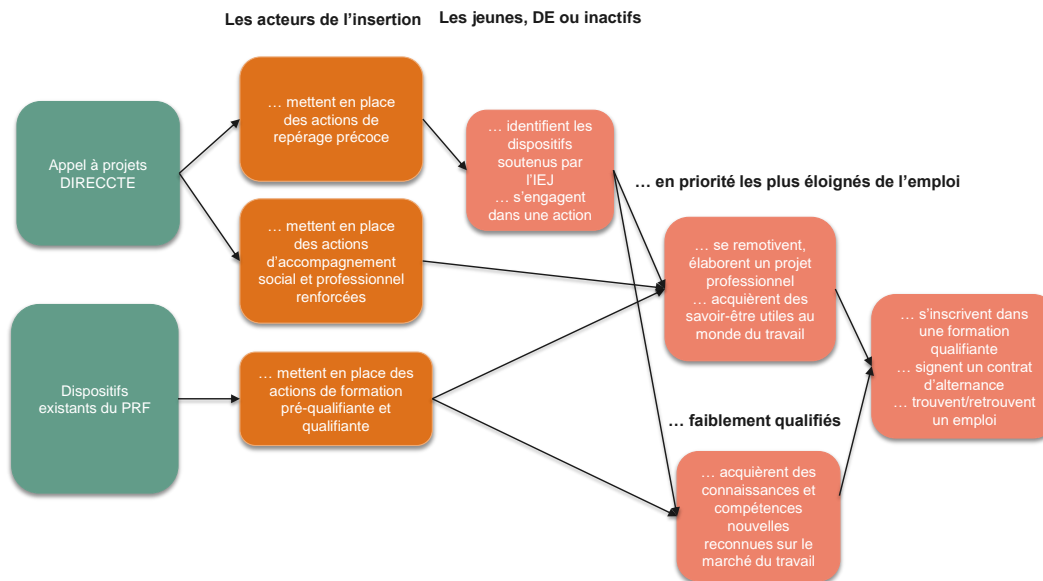 Les acteurs de l’insertion
Les jeunes, DE ou inactifs
Appel à projets
DIRECCTE
… mettent en place
des actions de
repérage précoce
… identifient les
dispositifs
soutenus par
l’IEJ
… s’engagent
dans une action
… mettent en place
des actions
d’accompagnement
social et professionnel
renforcées
… en priorité les plus éloignés de l’emploi
… se remotivent,
élaborent un projet
professionnel
… acquièrent des
savoir-être utiles au
monde du travail
… s’inscrivent dans
une formation
qualifiante
… signent un contrat
d’alternance
… trouvent/retrouvent
un emploi
Dispositifs
existants du PRF
… mettent en place des
actions de formation
pré-qualifiante et
qualifiante
… faiblement qualifiés
… acquièrent des
connaissances et
compétences
nouvelles
reconnues sur le
marché du travail